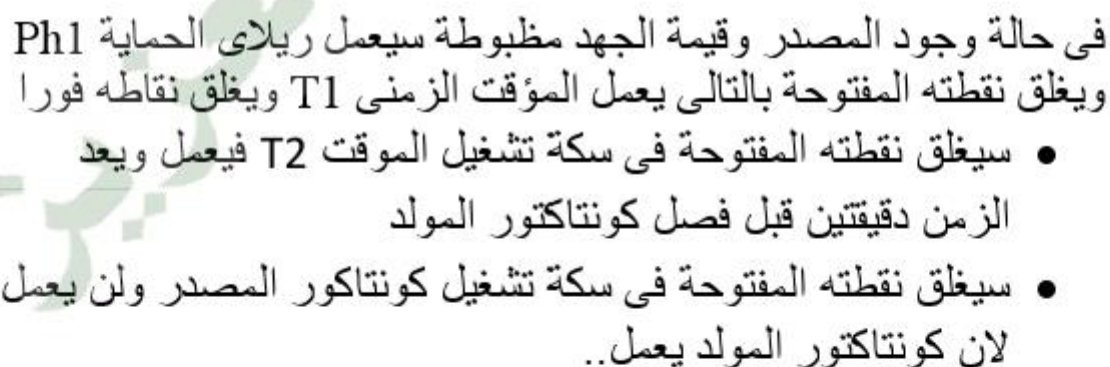 فى حالة وجود المصدر وقيمة الجهد مظبوطة سيعمل ريلاى الحماية Ph1
ويغلق نقطته المفتوحة بالتالى يعمل المؤقت الزمنى T1 ويغلق نقاطه فورا
• سيغلق نقطته المفتوحة فى سكة تشغيل الموقت T2 فيعمل ويعد
الزمن دقيقتين قبل فصل كونتاكتور المولد
• سيغلق نقطته المفتوحة فى سكة تشغيل كونتاكور المصدر ولن يعمل
لان كونتاكتور المولد يعمل..